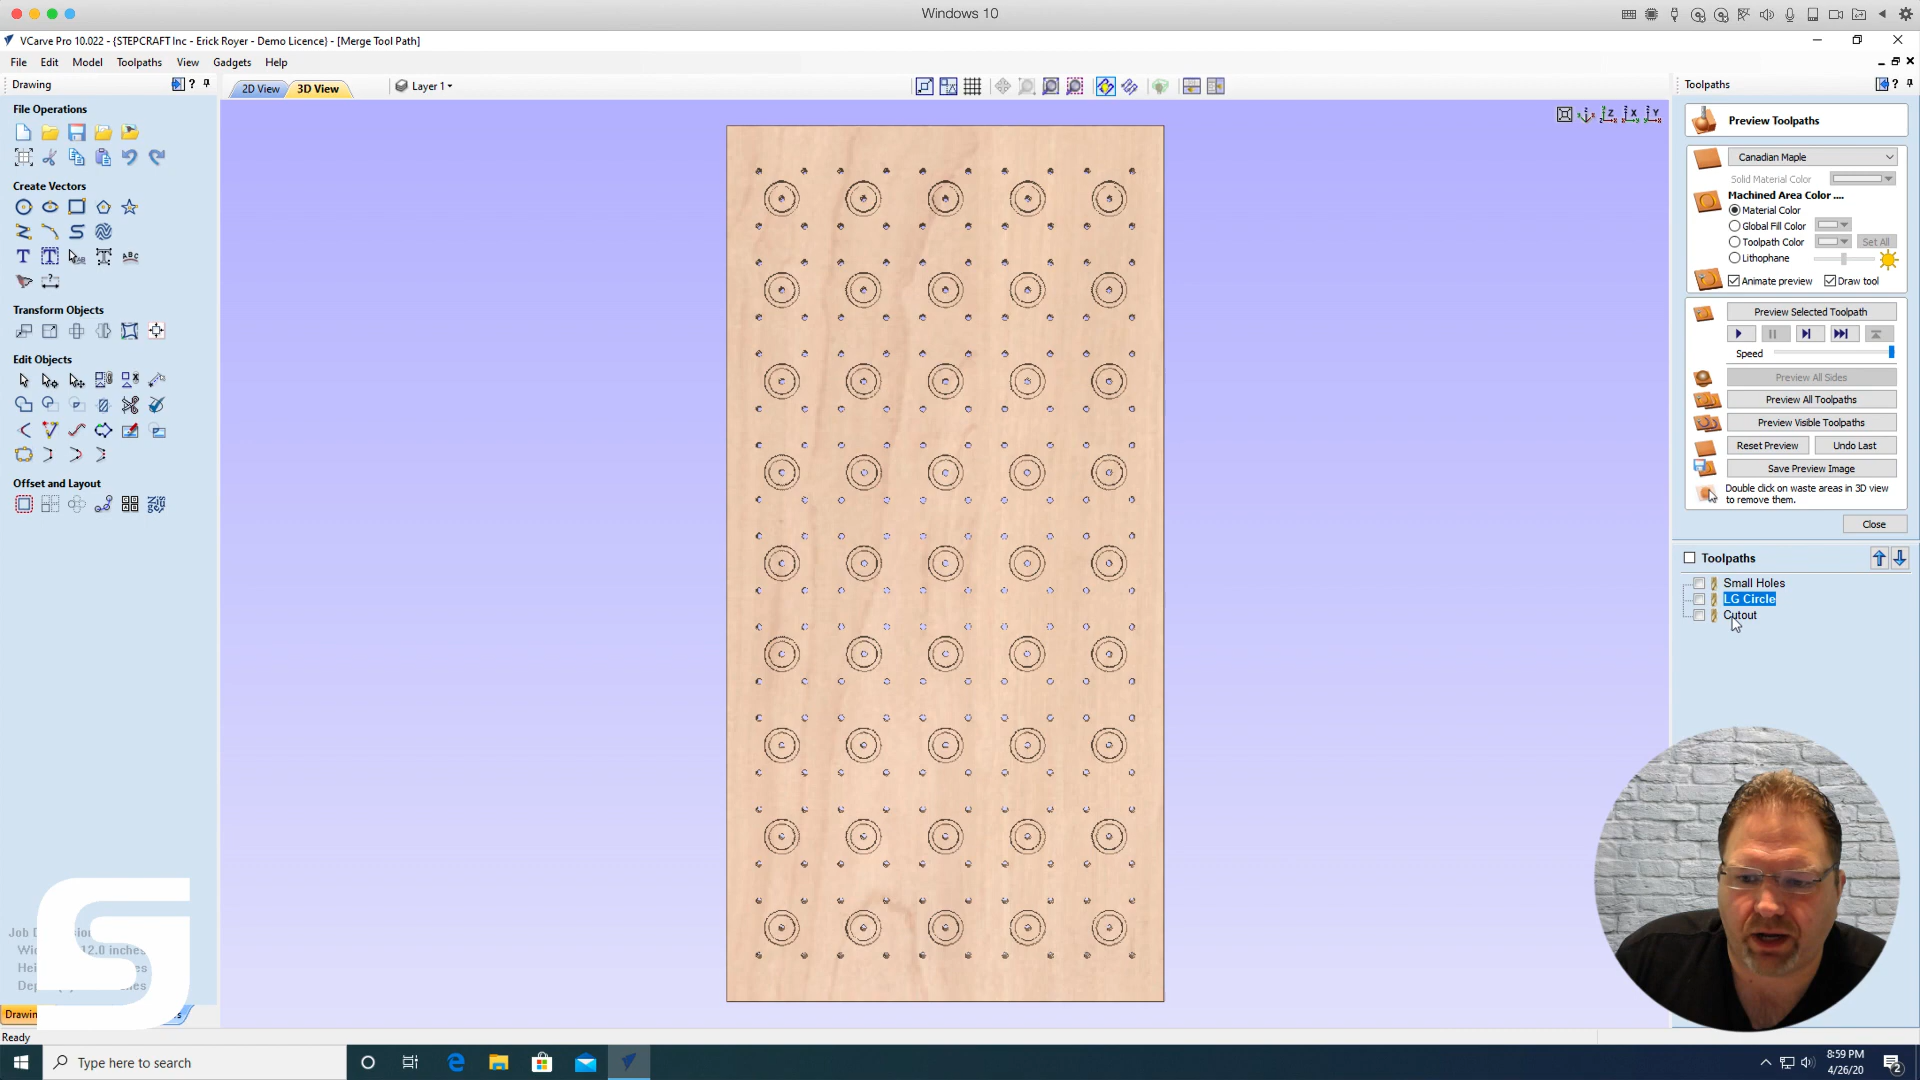 Windows 10
VCarve Pro 10.022 - {STEPCRAFT Inc - Erick Royer - Demo Licence} - [Merge Tool Path]
File Edit Model Toolpaths View Gadgets Help
Drawing
?
2D View
3D View
Layer 1
Toolpaths
?
File Operations
Create Vectors
Transform Objects
Edit Objects
Offset and Layout
Preview Toolpaths
Canadian Maple
Solid Material Color
Machined Area Color ....
Material Color
Global Fill Color
Toolpath Color
Set All
Lithophane
Animate preview
Draw tool
Preview Selected Toolpath
Speed
Preview All Sides
Preview All Toolpaths
Preview Visible Toolpaths
Reset Preview
Undo Last
Save Preview Image
Double click on waste areas in 3D view
to remove them.
Close
Toolpaths
Small Holes
LG Circle
Cutout
Job
12.0 inches
Ready
Type here to search
8:59 PM
4/26/20
2